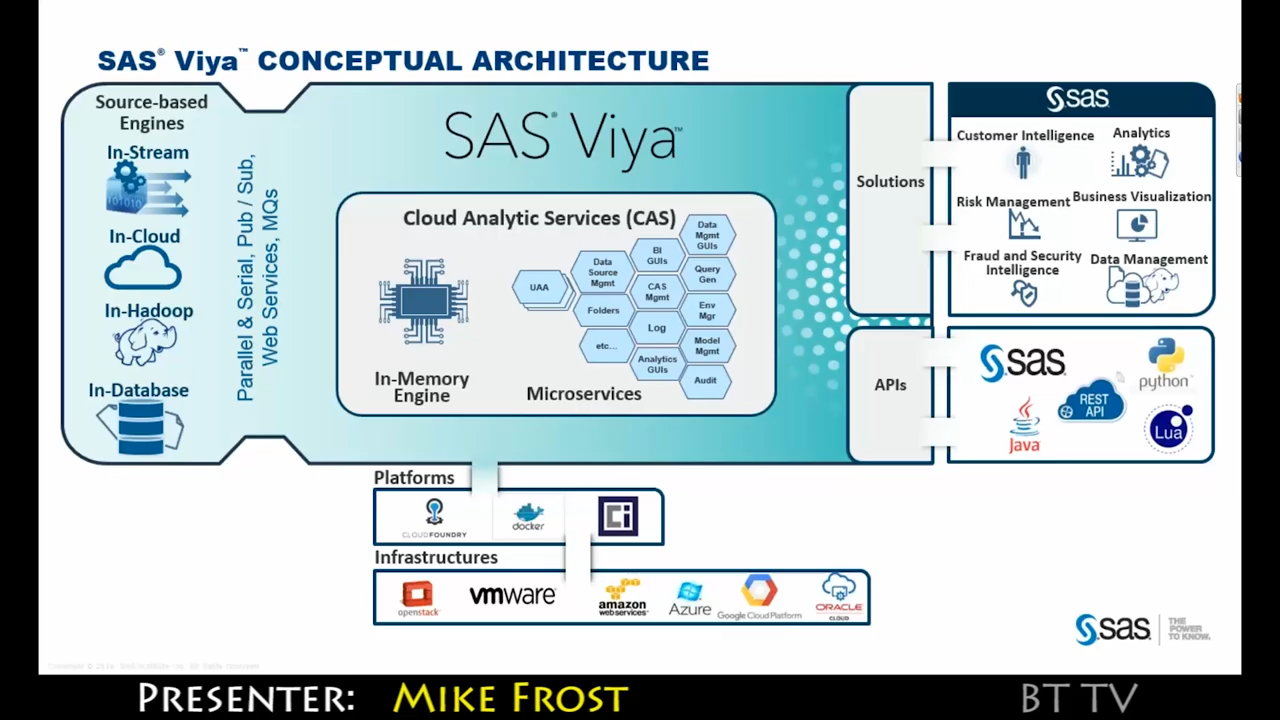 SAS® Viya™ CONCEPTUAL ARCHITECTURE
Source-based
Engines
In-Stream
010101
In-Cloud
In-Hadoop
In-Database
Parallel & Serial, Pub / Sub,
Web Services, MQs
SAS® Viya™
Cloud Analytic Services (CAS)
In-Memory
Engine
UAA
Data
Source
Mgmt
Folders
etc...
BI
GUIs
CAS
Mgmt
Log
Analytics
GUIs
Data
Mgmt
GUIs
Query
Gen
Env
Mgr
Model
Mgmt
Audit
Microservices
Solutions
APIs
sas
Customer Intelligence
Analytics
Risk Management
Business Visualization
Fraud and Security
Intelligence
Data Management
sas
python™
REST
API
Java
Lua
Platforms
CLOUDFOUNDRY
docker
Ci
Infrastructures
openstack
vmware
amazon
webservices™
Azure
Google Cloud Platform
ORACLE
CLOUD
sas
THE
POWER
TO KNOW.
PRESENTER: MIKE FROST
BT TV